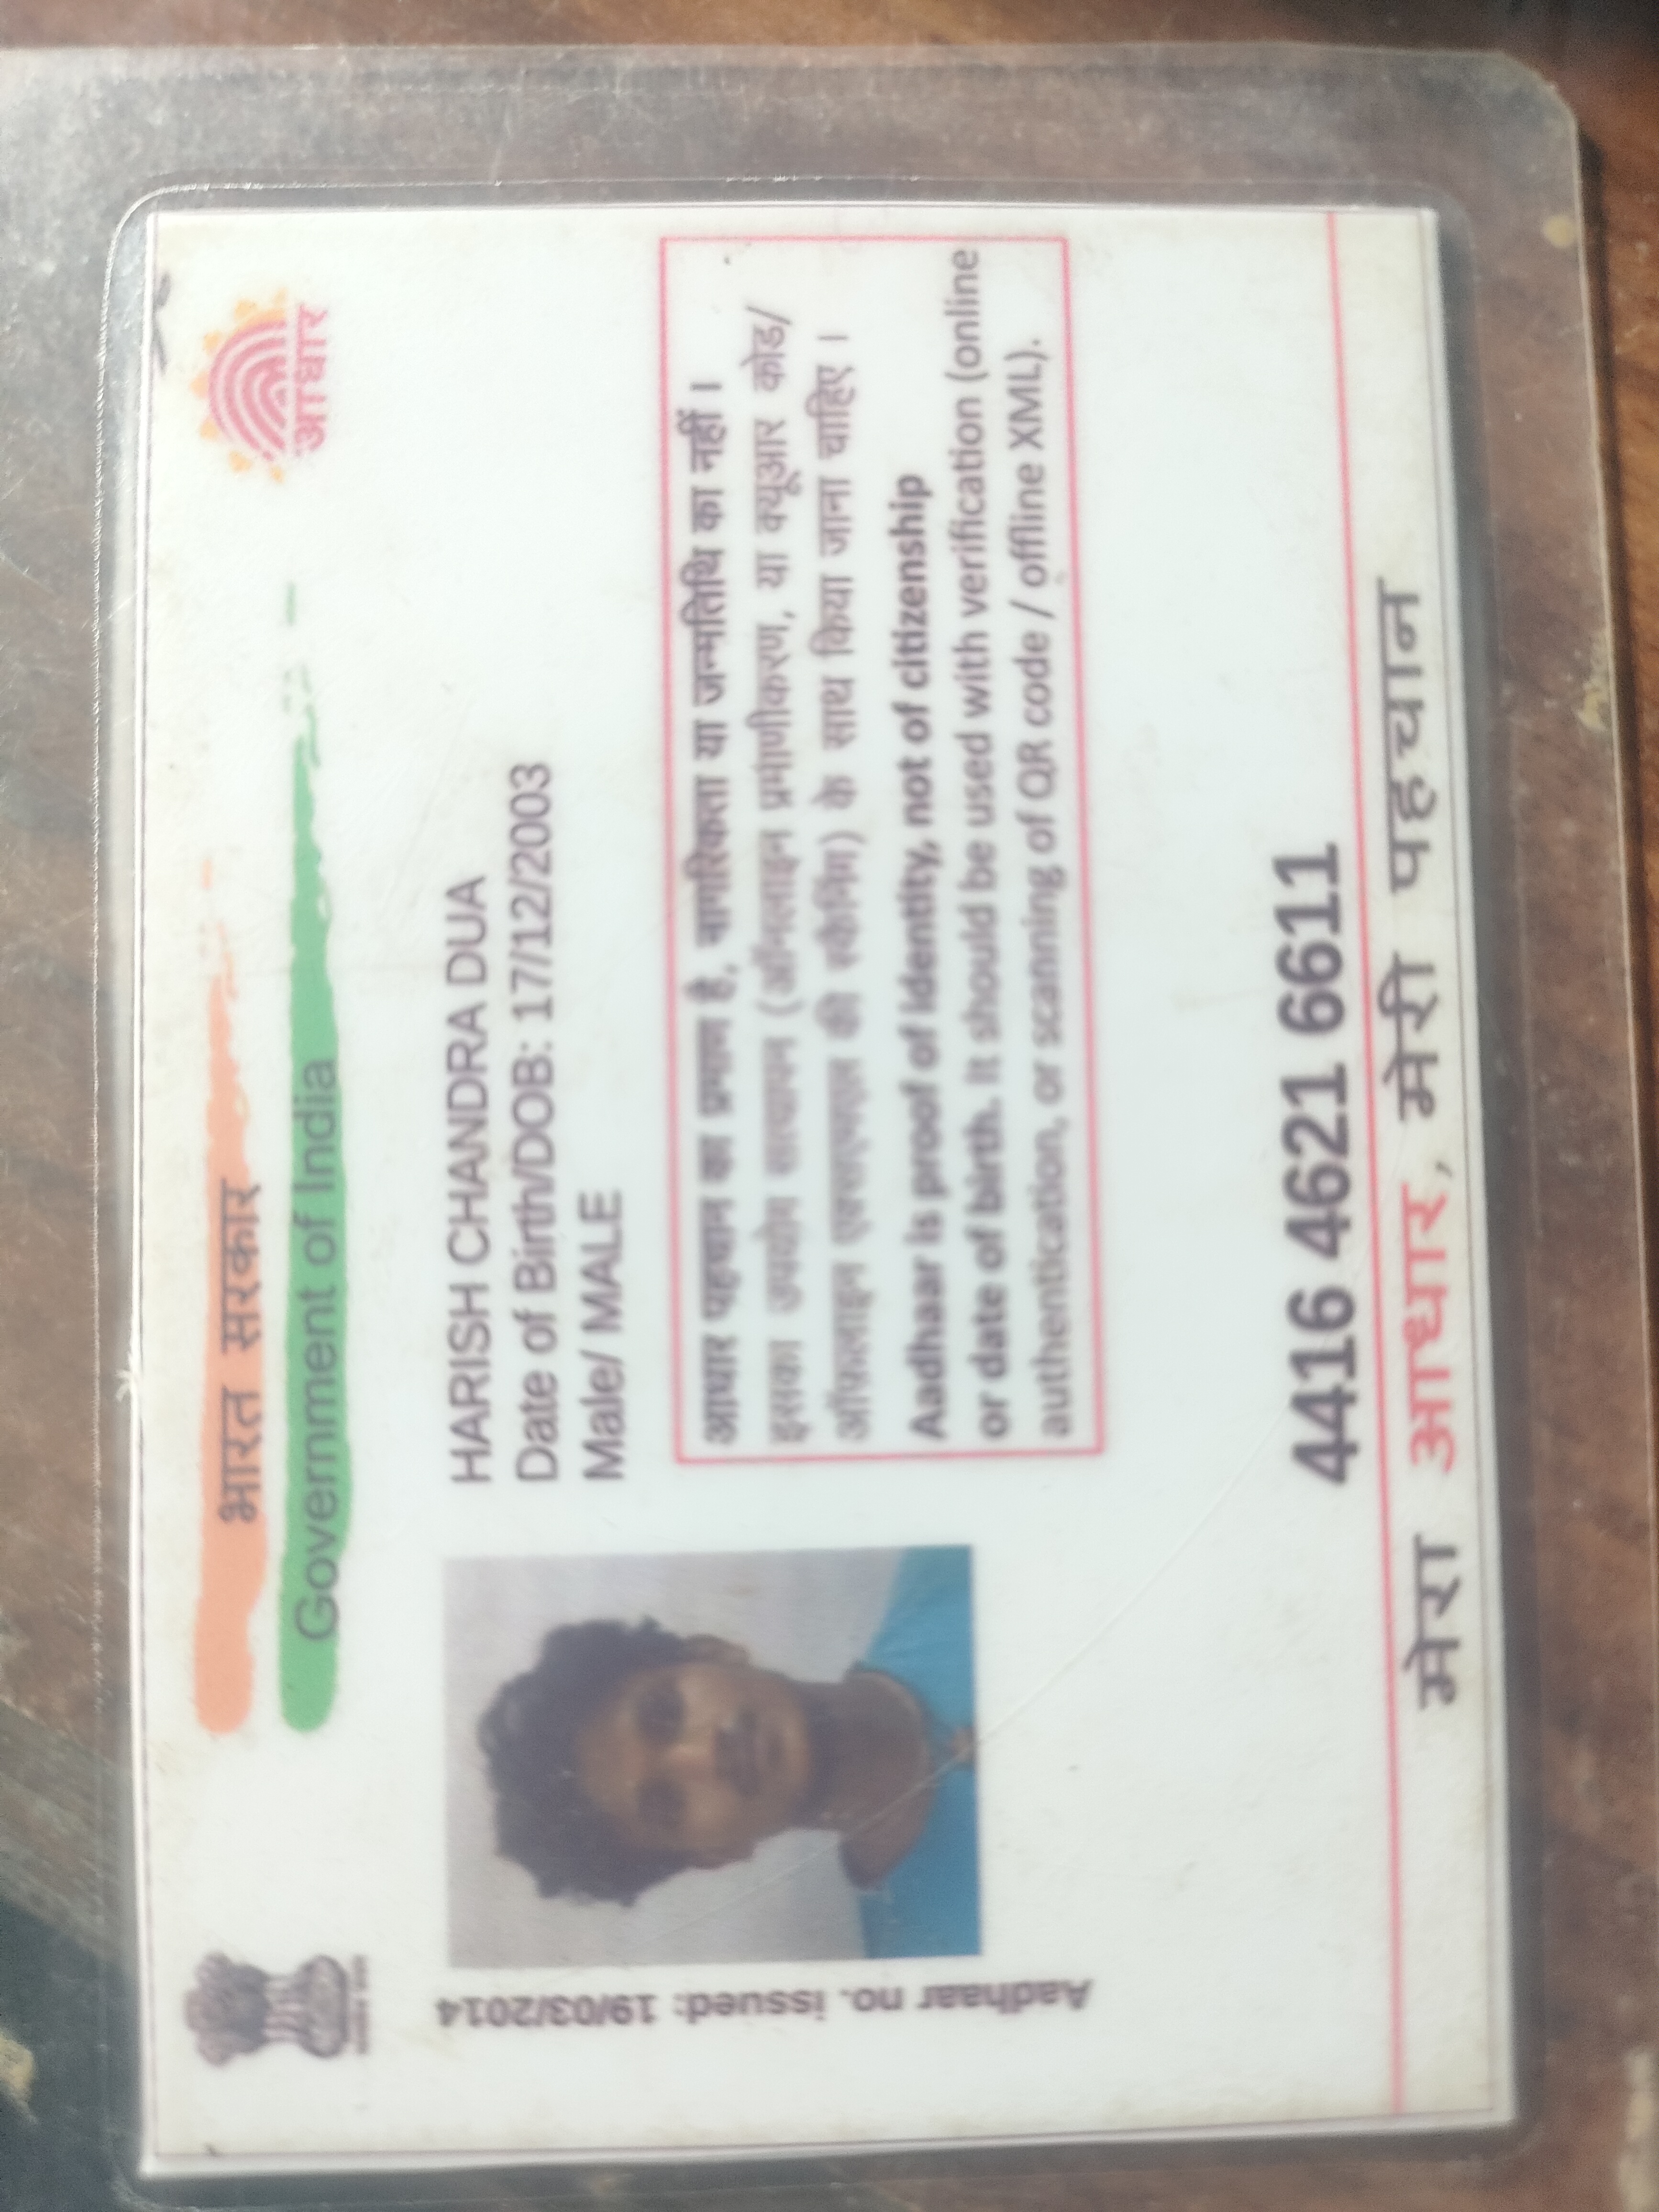 भारत सरकार
Government of India
आधार
HARISH CHANDRA DUA
Date of Birth/DOB: 17/12/2003
Male/ MALE
आधार पहचान का प्रमाण है, नागरिकता या जन्मतिथि का नहीं ।
इसका उपयोग सत्यापन (ऑनलाइन प्रमाणीकरण, या क्यूआर कोड/
ऑफलाइन एक्सएमएल की स्कैनिंग) के साथ किया जाना चाहिए ।
Aadhaar is proof of identity, not of citizenship
or date of birth. It should be used with verification (online
authentication, or scanning of QR code / offline XML).
Aadhaar no. issued: 19/03/2014
4416 4621 6611
मेरा आधार, मेरी पहचान